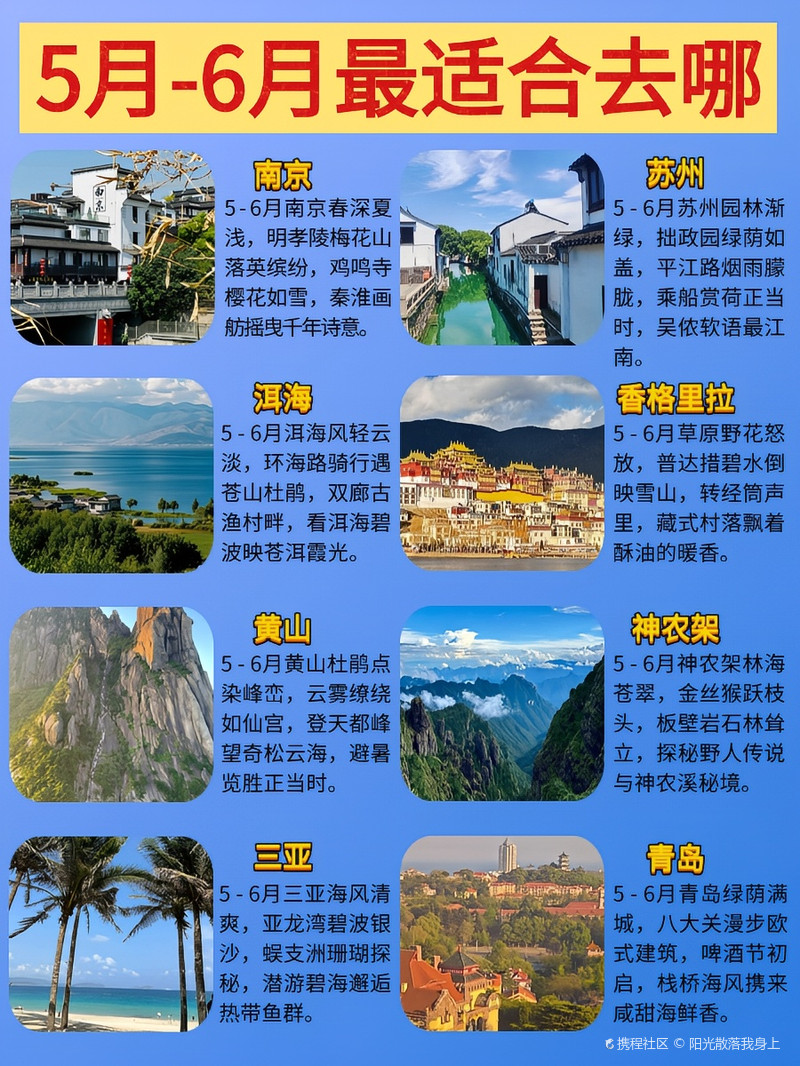 5月-6月最适合去哪
南京
南京
5-6月南京春深夏
浅，明孝陵梅花山
落英缤纷，鸡鸣寺
樱花如雪，秦淮画
舫摇曳千年诗意。
苏州
5-6月苏州园林渐
绿，拙政园绿荫如
盖，平江路烟雨朦
胧，乘船赏荷正当
时，吴侬软语最江
南。
洱海
5-6月洱海风轻云
淡，环海路骑行遇
苍山杜鹃，双廊古
渔村畔，看洱海碧
波映苍洱霞光。
香格里拉
5-6月草原野花怒
放，普达措碧水倒
映雪山，转经筒声
里，藏式村落飘着
酥油的暖香。
黄山
5-6月黄山杜鹃点
染峰峦，云雾缭绕
如仙宫，登天都峰
望奇松云海，避暑
览胜正当时。
神农架
5-6月神农架林海
苍翠，金丝猴跃枝
头，板壁岩石林耸
立，探秘野人传说
与神农溪秘境。
三亚
5-6月三亚海风清
爽，亚龙湾碧波银
沙，蜈支洲珊瑚探
秘，潜游碧海邂逅
热带鱼群。
青岛
5-6月青岛绿荫满
城，八大关漫步欧
式建筑，啤酒节初
启，栈桥海风携来
咸甜海鲜香。
携程社区 © 阳光散落我身上